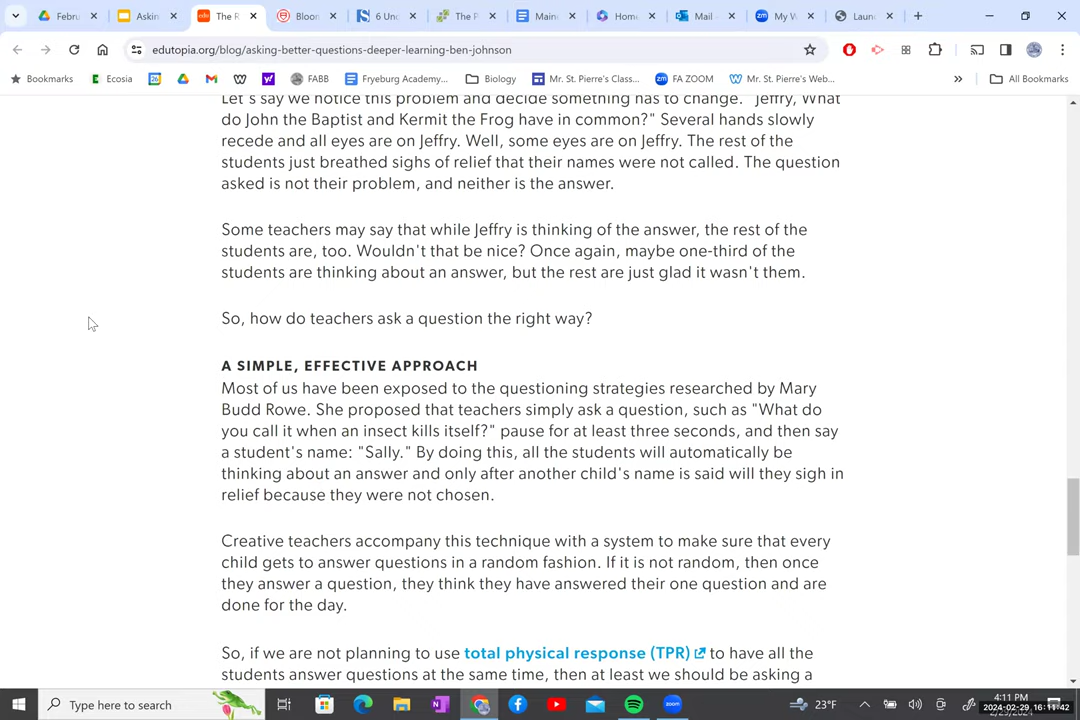 Febru
Askin
The R
Bloon
6 Unc
The P
Main
Home
Mail -
My W
Laun
edutopia.org/blog/asking-better-questions-deeper-learning-ben-johnson
Bookmarks
Ecosia
FABB
Fryeburg Academy...
Biology
Mr. St. Pierre's Class...
FA ZOOM
Mr. St. Pierre's Web...
»
All Bookmarks
Let's say we notice this problem and decide something has to change. "Jeffry, What
do John the Baptist and Kermit the Frog have in common?" Several hands slowly
recede and all eyes are on Jeffry. Well, some eyes are on Jeffry. The rest of the
students just breathed sighs of relief that their names were not called. The question
asked is not their problem, and neither is the answer.
Some teachers may say that while Jeffry is thinking of the answer, the rest of the
students are, too. Wouldn't that be nice? Once again, maybe one-third of the
students are thinking about an answer, but the rest are just glad it wasn't them.
So, how do teachers ask a question the right way?
A SIMPLE, EFFECTIVE APPROACH
Most of us have been exposed to the questioning strategies researched by Mary
Budd Rowe. She proposed that teachers simply ask a question, such as "What do
you call it when an insect kills itself?" pause for at least three seconds, and then say
a student's name: "Sally." By doing this, all the students will automatically be
thinking about an answer and only after another child's name is said will they sigh in
relief because they were not chosen.
Creative teachers accompany this technique with a system to make sure that every
child gets to answer questions in a random fashion. If it is not random, then once
they answer a question, they think they have answered their one question and are
done for the day.
So, if we are not planning to use total physical response (TPR) to have all the
students answer questions at the same time, then at least we should be asking a
Type here to search
23°F
4:11 PM
2024-02-29 16:11:42